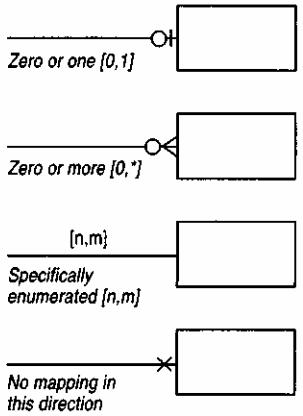 Zero or one [0,1]
Zero or more [0,*]
[n,m}
Specifically
enumerated [n,m]
No mapping in
this direction